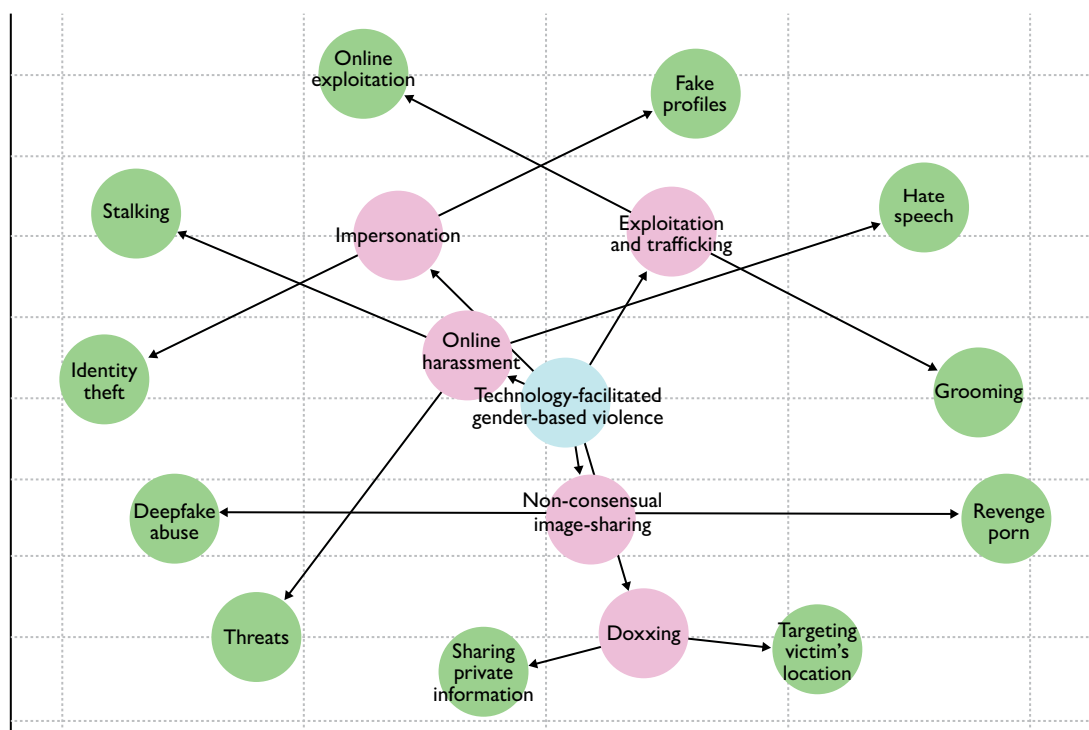 Online
exploitation
Fake
profiles
Stalking
Impersonation
Exploitation
and trafficking
Hate
speech
Identity
theft
Online
harassment
Technology-facilitated
gender-based violence
Grooming
Deepfake
abuse
Non-consensual
image-sharing
Revenge
porn
Threats
Sharing
private
information
Doxxing
Targeting
victim’s
location